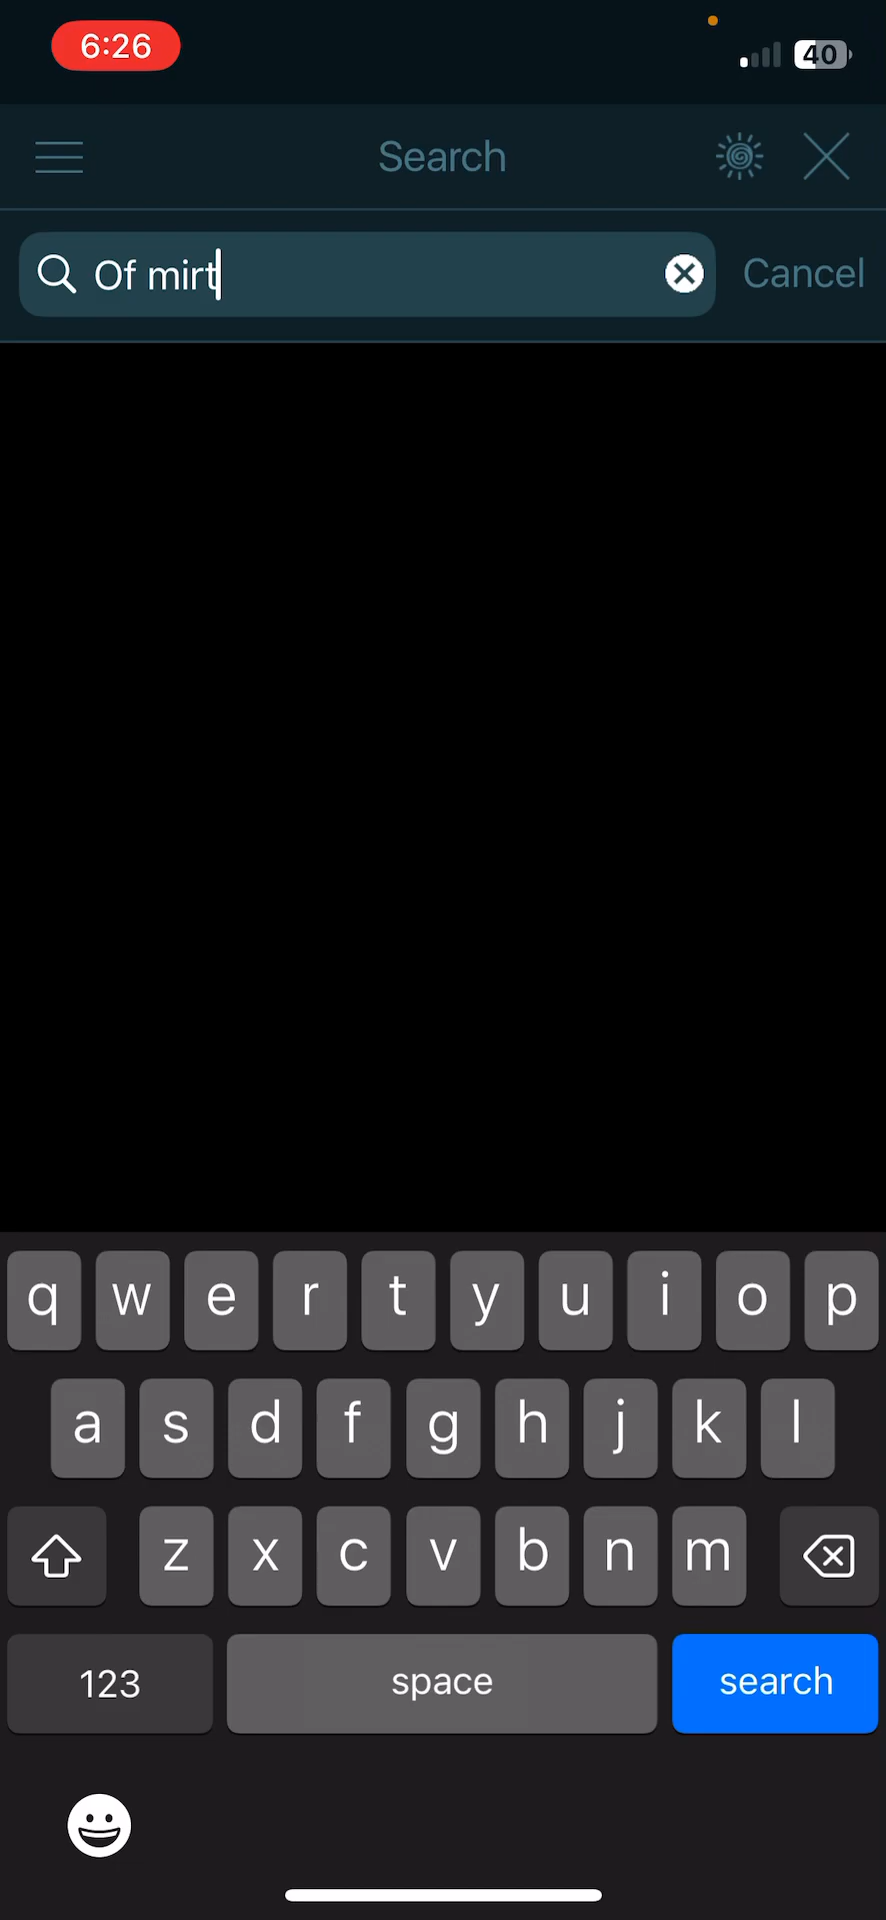 6:26
40
Search
Of mirt
Cancel
q w e r t y u i o p
a s d f g h j k l
z x c v b n m
123 space search